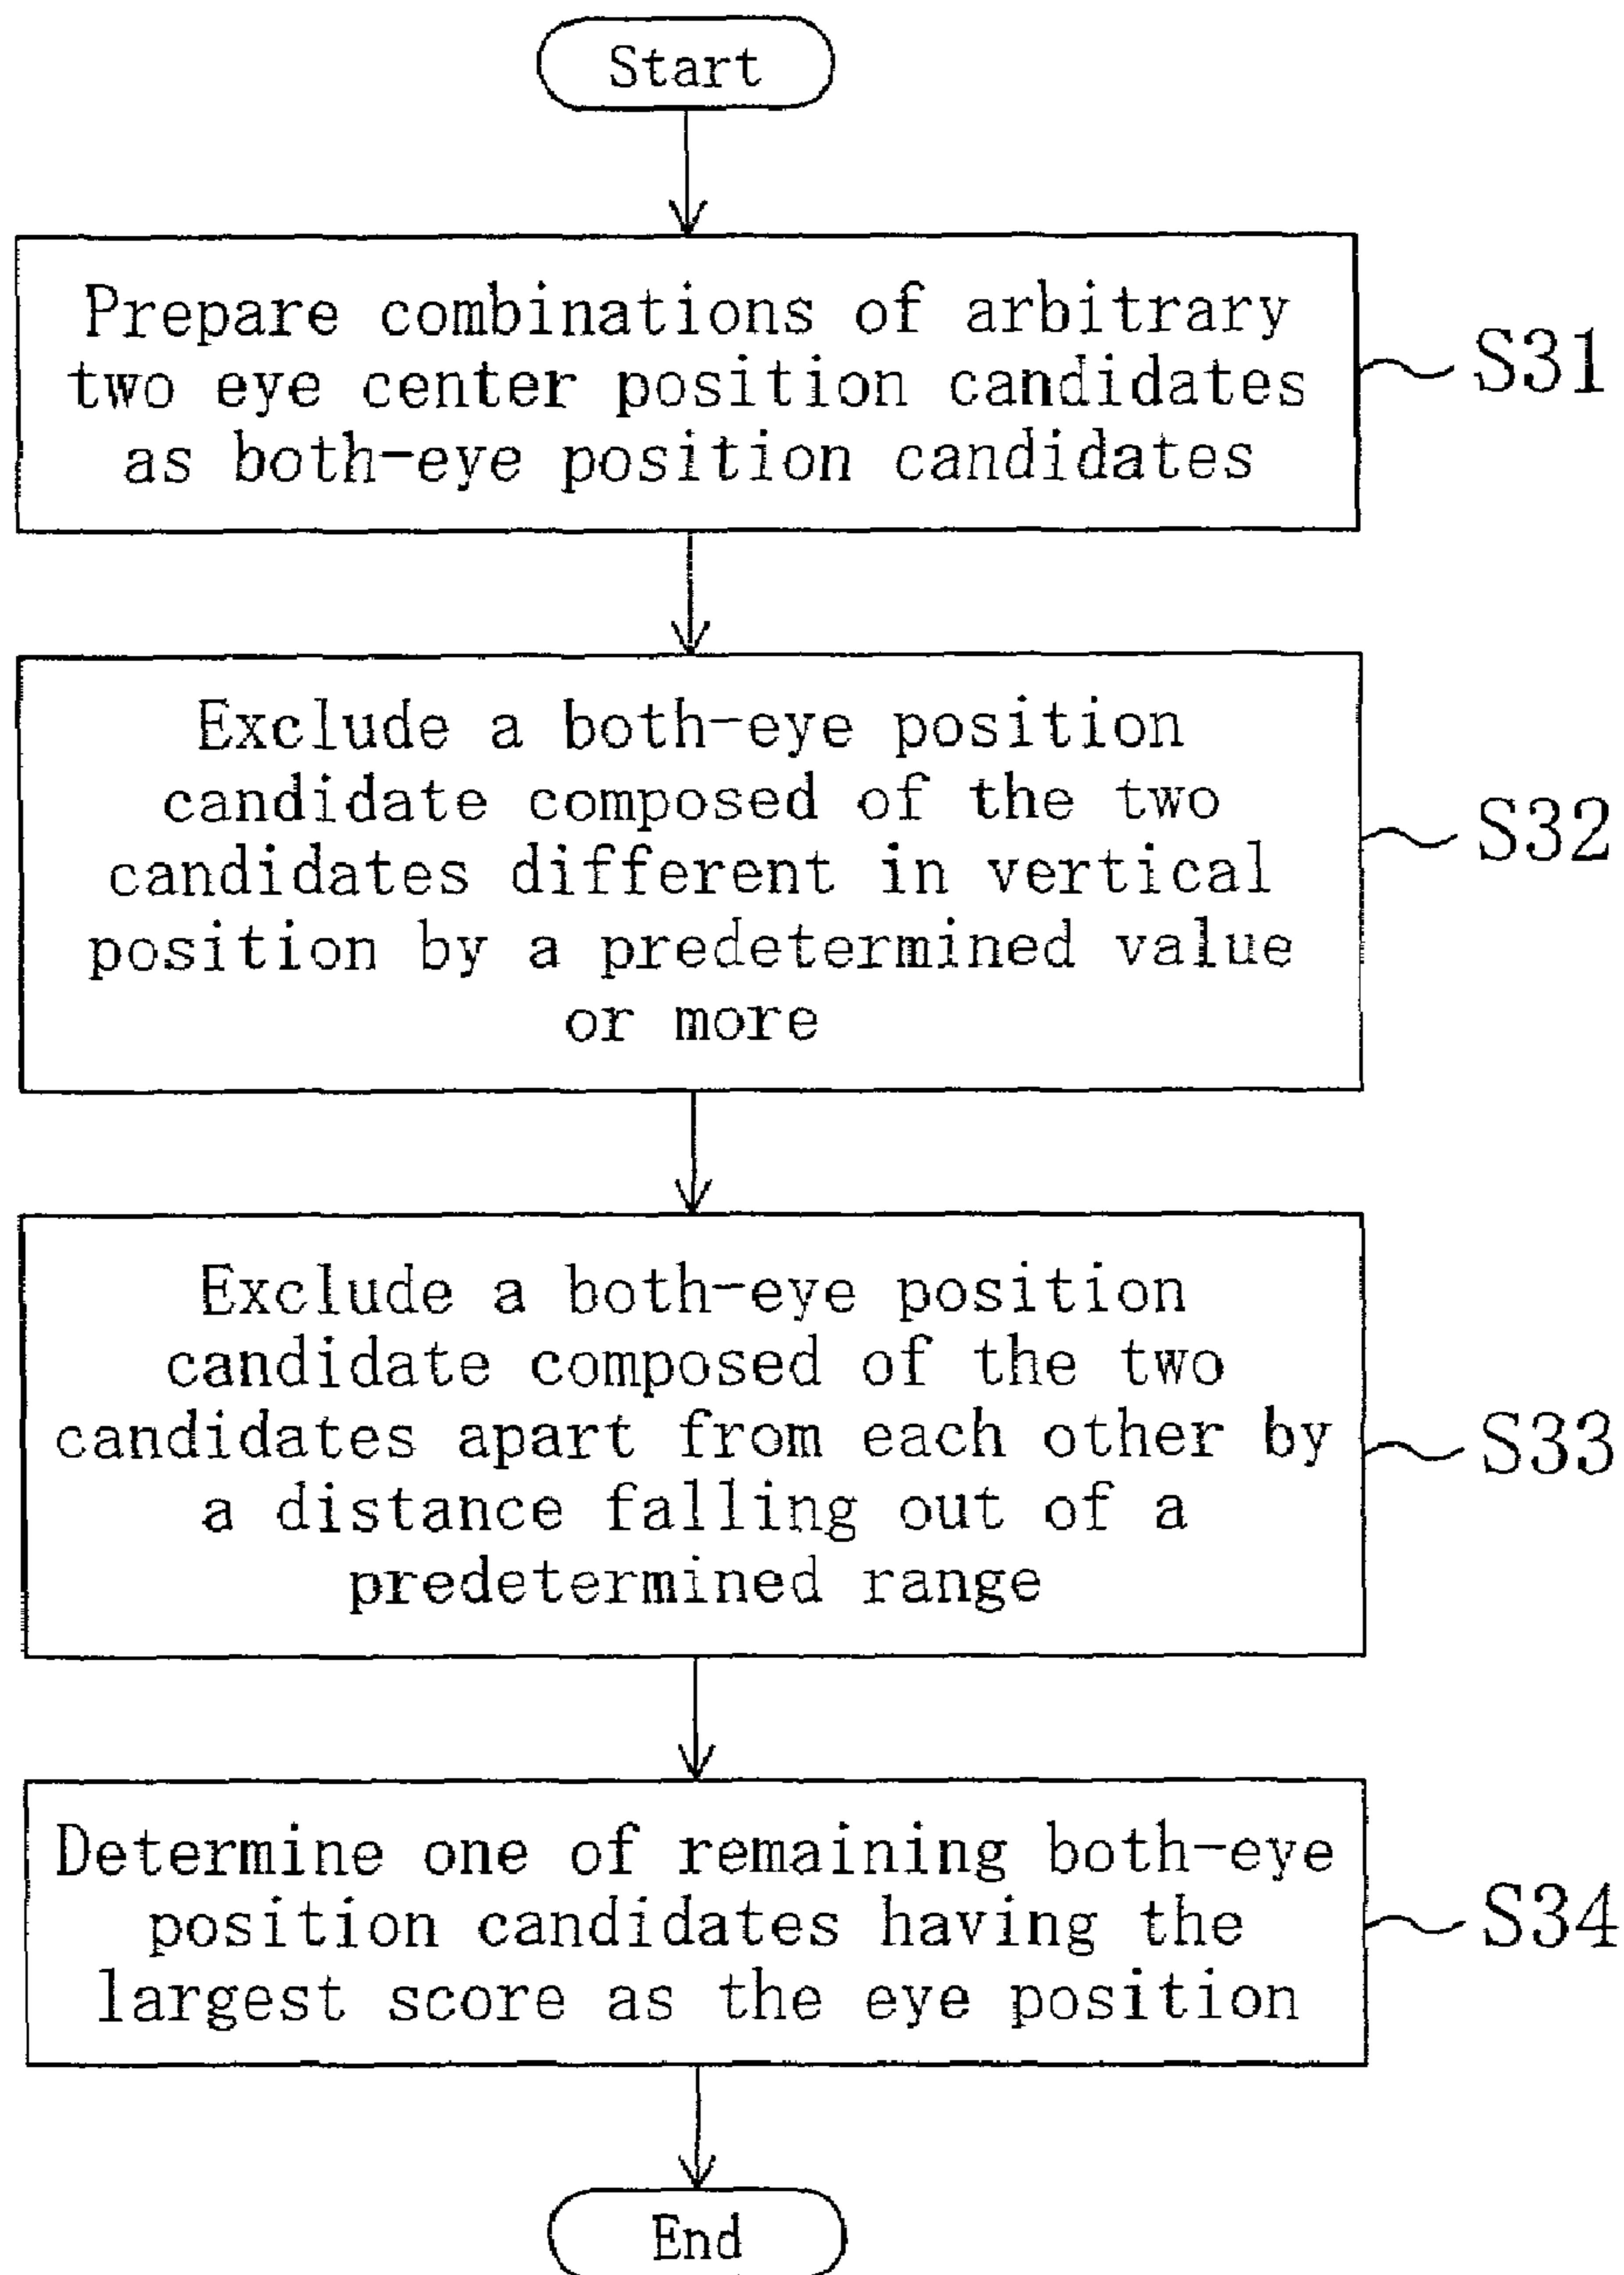 Start
Prepare combinations of arbitrary
two eye center position candidates
as both-eye position candidates
S31
Exclude a both-eye position
candidate composed of the two
candidates different in vertical
position by a predetermined value
or more
S32
Exclude a both-eye position
candidate composed of the two
candidates apart from each other by
a distance falling out of a
predetermined range
S33
Determine one of remaining both-eye
position candidates having the
largest score as the eye position
S34
End